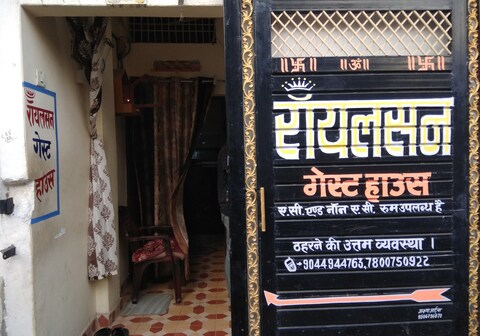 रॉयलसन
गेस्ट
हाउस
॥卐॥ ॥ॐ॥ ॥卐॥
रॉयलसन
गेस्ट हाउस
ए.सी. एण्ड नॉन ए.सी. रुम उपलब्ध है
ठहरने की उत्तम व्यवस्था ।
+9044944763,7800750922